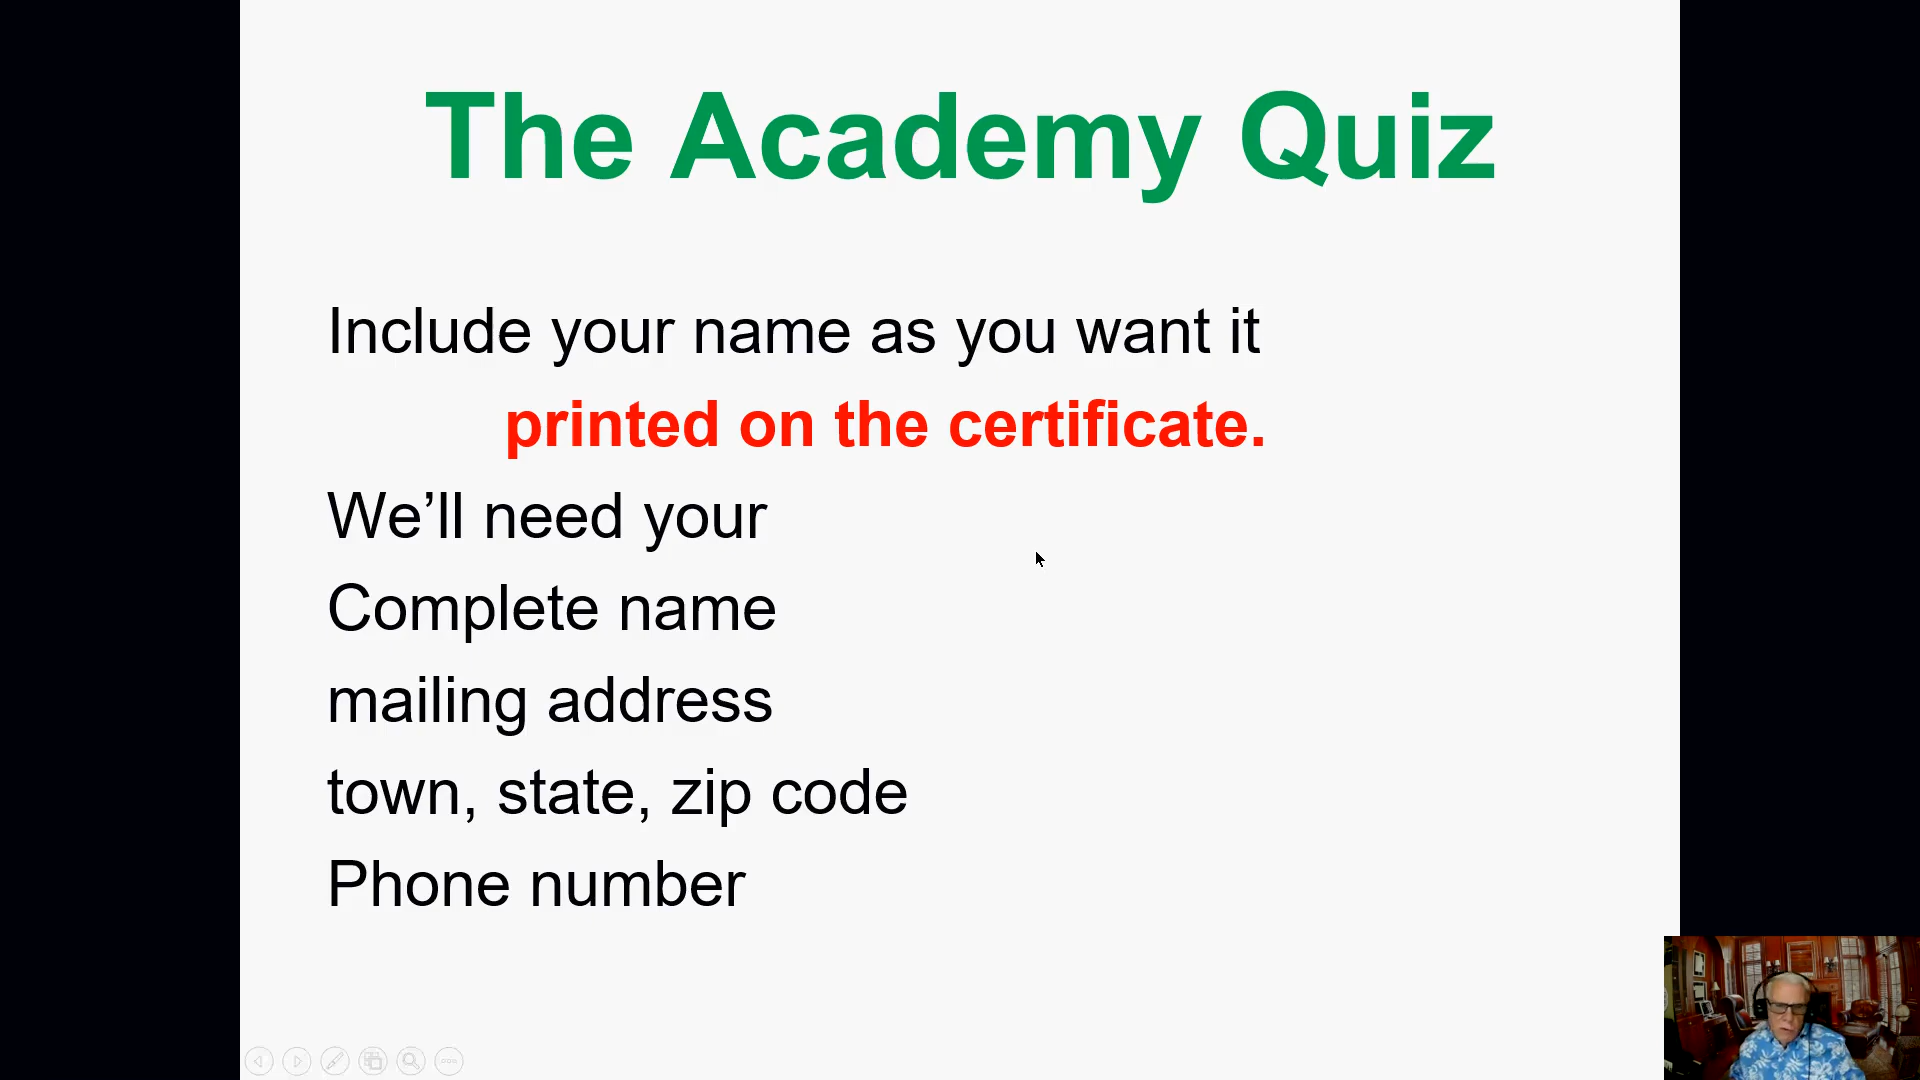 The Academy Quiz
Include your name as you want it
printed on the certificate.
We’ll need your
Complete name
mailing address
town, state, zip code
Phone number